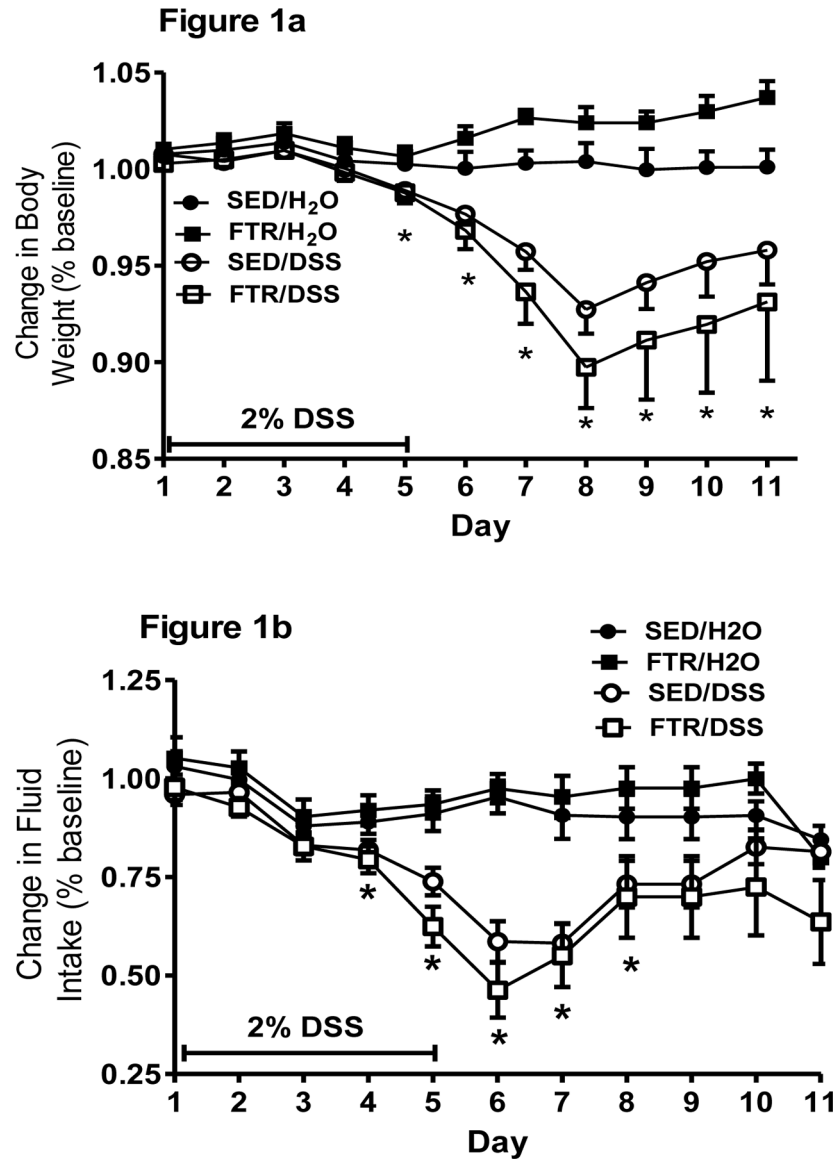 Figure 1a
Change in Body
Weight (% baseline)
1.05
1.00
0.95
0.90
0.85
SED/H₂O
FTR/H₂O
SED/DSS
FTR/DSS
* * * * * * *
2% DSS
1 2 3 4 5 6 7 8 9 10 11
Day
Figure 1b
SED/H2O
FTR/H2O
SED/DSS
FTR/DSS
Change in Fluid
Intake (% baseline)
1.25
1.00
0.75
0.50
0.25
* * * * *
2% DSS
1 2 3 4 5 6 7 8 9 10 11
Day